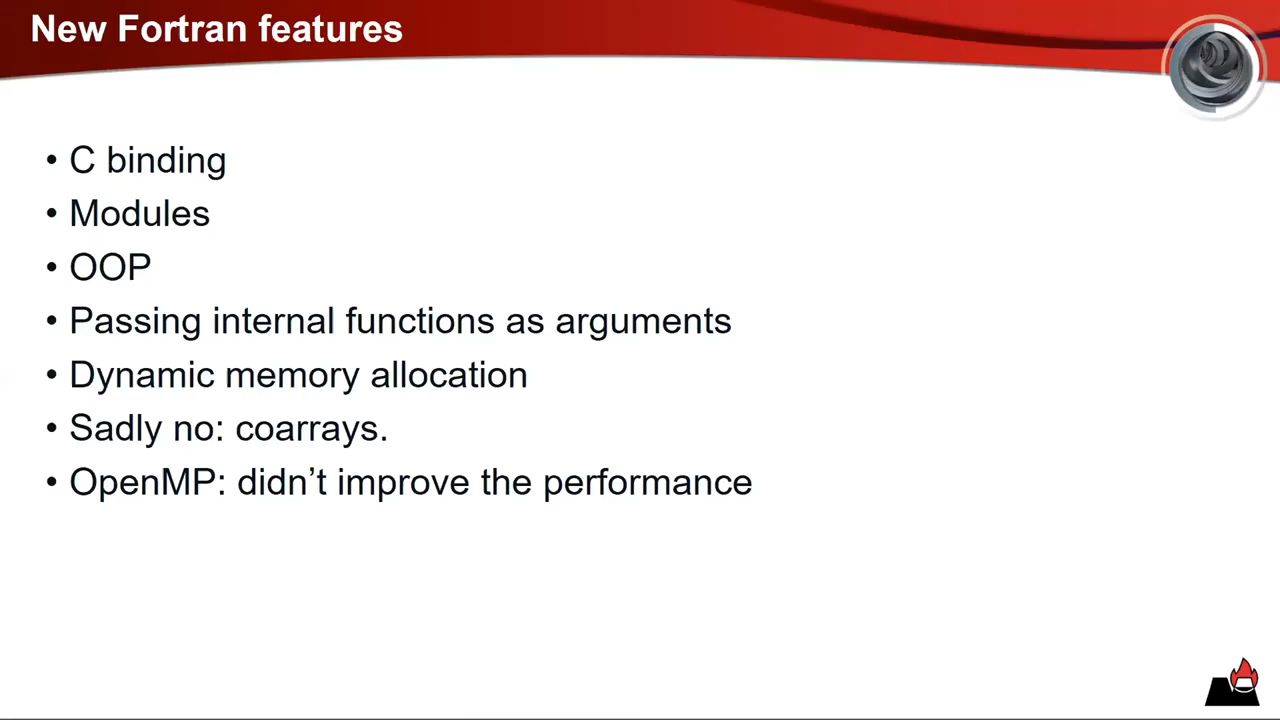 New Fortran features
• C binding
• Modules
• OOP
• Passing internal functions as arguments
• Dynamic memory allocation
• Sadly no: coarrays.
• OpenMP: didn’t improve the performance